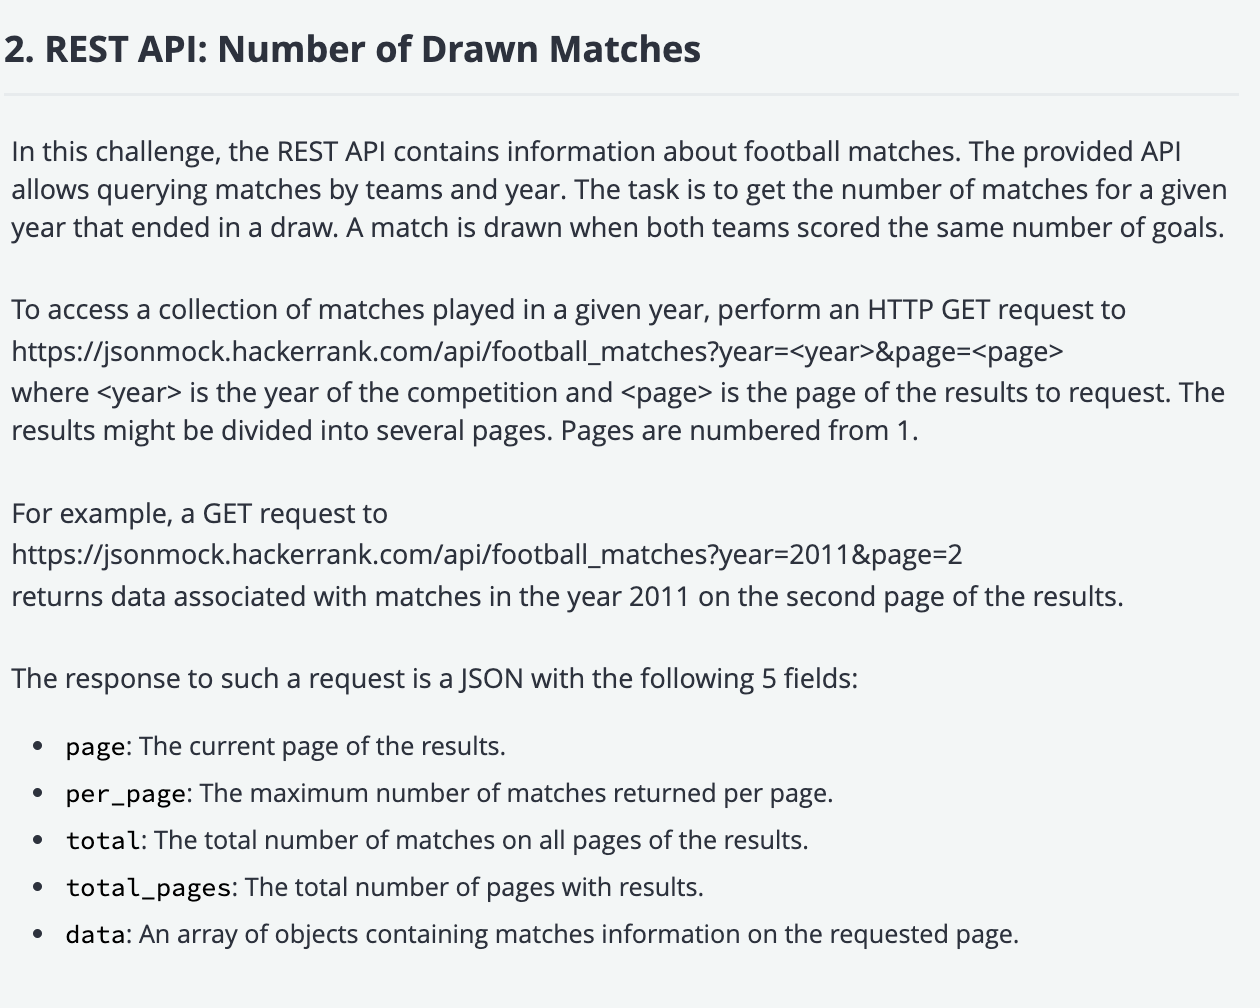 2. REST API: Number of Drawn Matches
In this challenge, the REST API contains information about football matches. The provided API
allows querying matches by teams and year. The task is to get the number of matches for a given
year that ended in a draw. A match is drawn when both teams scored the same number of goals.
To access a collection of matches played in a given year, perform an HTTP GET request to
https://jsonmock.hackerrank.com/api/football_matches?year=<year>&page=<page>
where <year> is the year of the competition and <page> is the page of the results to request. The
results might be divided into several pages. Pages are numbered from 1.
For example, a GET request to
https://jsonmock.hackerrank.com/api/football_matches?year=2011&page=2
returns data associated with matches in the year 2011 on the second page of the results.
The response to such a request is a JSON with the following 5 fields:
• page: The current page of the results.
• per_page: The maximum number of matches returned per page.
• total: The total number of matches on all pages of the results.
• total_pages: The total number of pages with results.
• data: An array of objects containing matches information on the requested page.